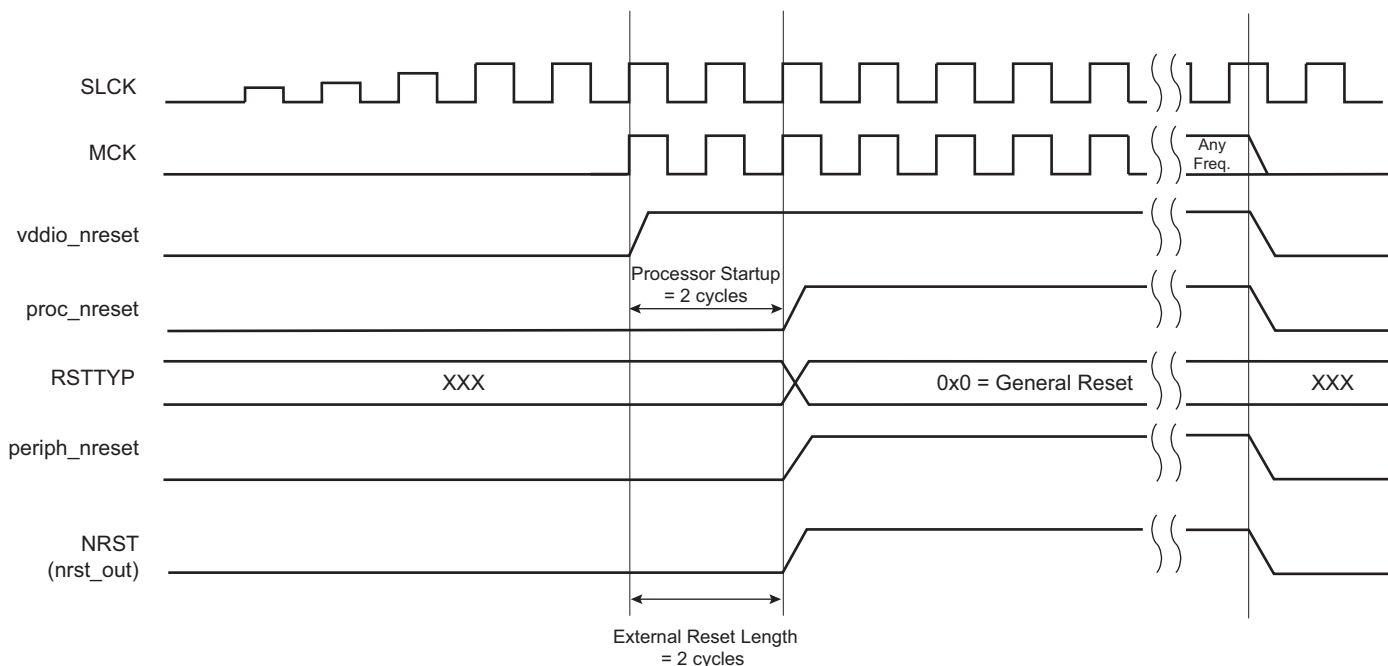 SLCK
MCK
Any
Freq.
vddio_nreset
Processor Startup
= 2 cycles
proc_nreset
RSTTYP
XXX
0x0 = General Reset
XXX
periph_nreset
NRST
(nrst_out)
External Reset Length
= 2 cycles